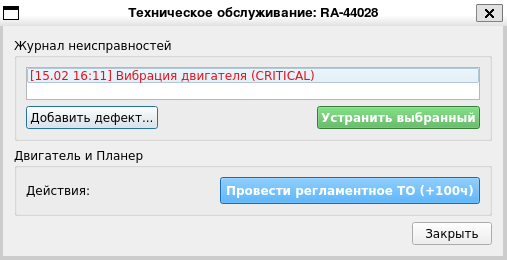 Техническое обслуживание: RA-44028
Журнал неисправностей
[15.02 16:11] Вибрация двигателя (CRITICAL)
Добавить дефект... Устранить выбранный
Двигатель и Планер
Действия: Провести регламентное ТО (+100ч)
Закрыть